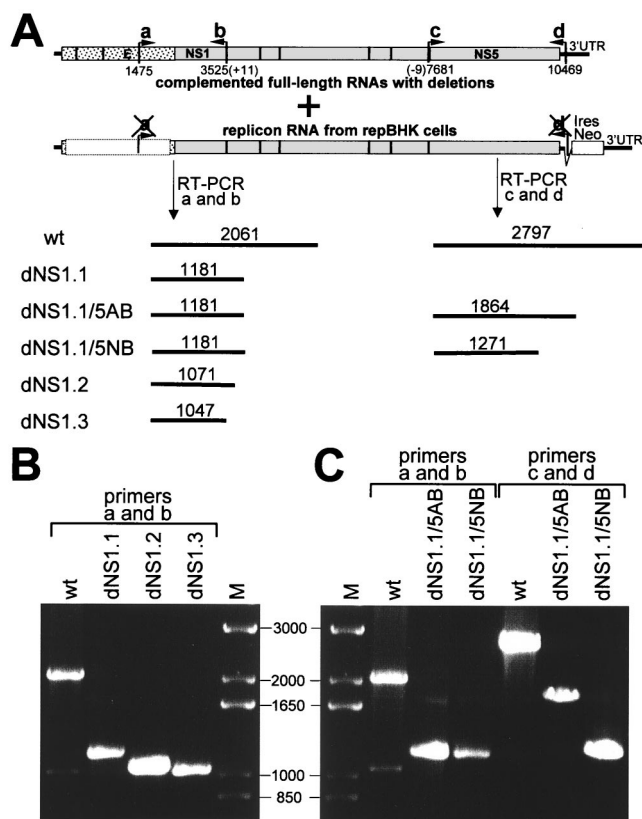 A
a b c d
E NS1 NS5 3'UTR
1475 3525(+11) (-9)7681 10469
complemented full-length RNAs with deletions
+
a d Ires
replicon RNA from repBHK cells Neo 3'UTR
RT-PCR RT-PCR
a and b c and d
wt 2061 2797
dNS1.1 1181
dNS1.1/5AB 1181 1864
dNS1.1/5NB 1181 1271
dNS1.2 1071
dNS1.3 1047
B C
primers primers primers
a and b a and b c and d
wt dNS1.1 dNS1.2 dNS1.3 M M wt dNS1.1/5AB dNS1.1/5NB wt dNS1.1/5AB dNS1.1/5NB
3000
2000
1650
1000
850